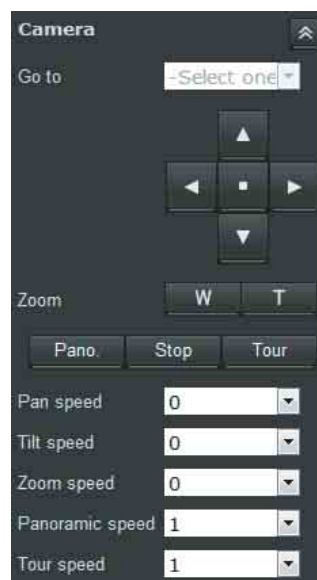 Camera
Go to -Select one
Zoom W T
Pano. Stop Tour
Pan speed 0
Tilt speed 0
Zoom speed 0
Panoramic speed 1
Tour speed 1